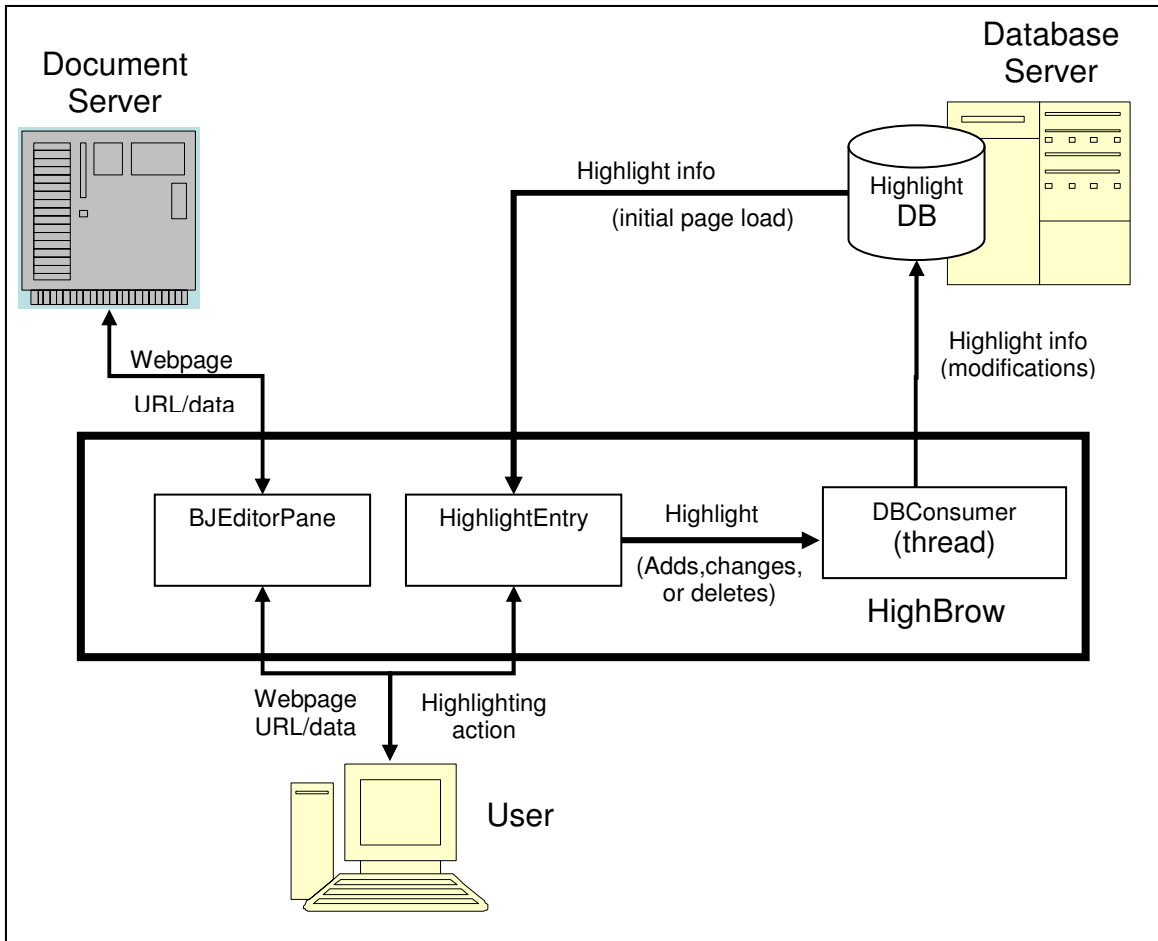 Document
Server
Database
Server
Highlight info
(initial page load)
Highlight
DB
Webpage
URL/data
Highlight info
(modifications)
BJEditorPane
HighlightEntry
Highlight
(Adds,changes,
or deletes)
DBConsumer
(thread)
HighBrow
Webpage
URL/data
Highlighting
action
User